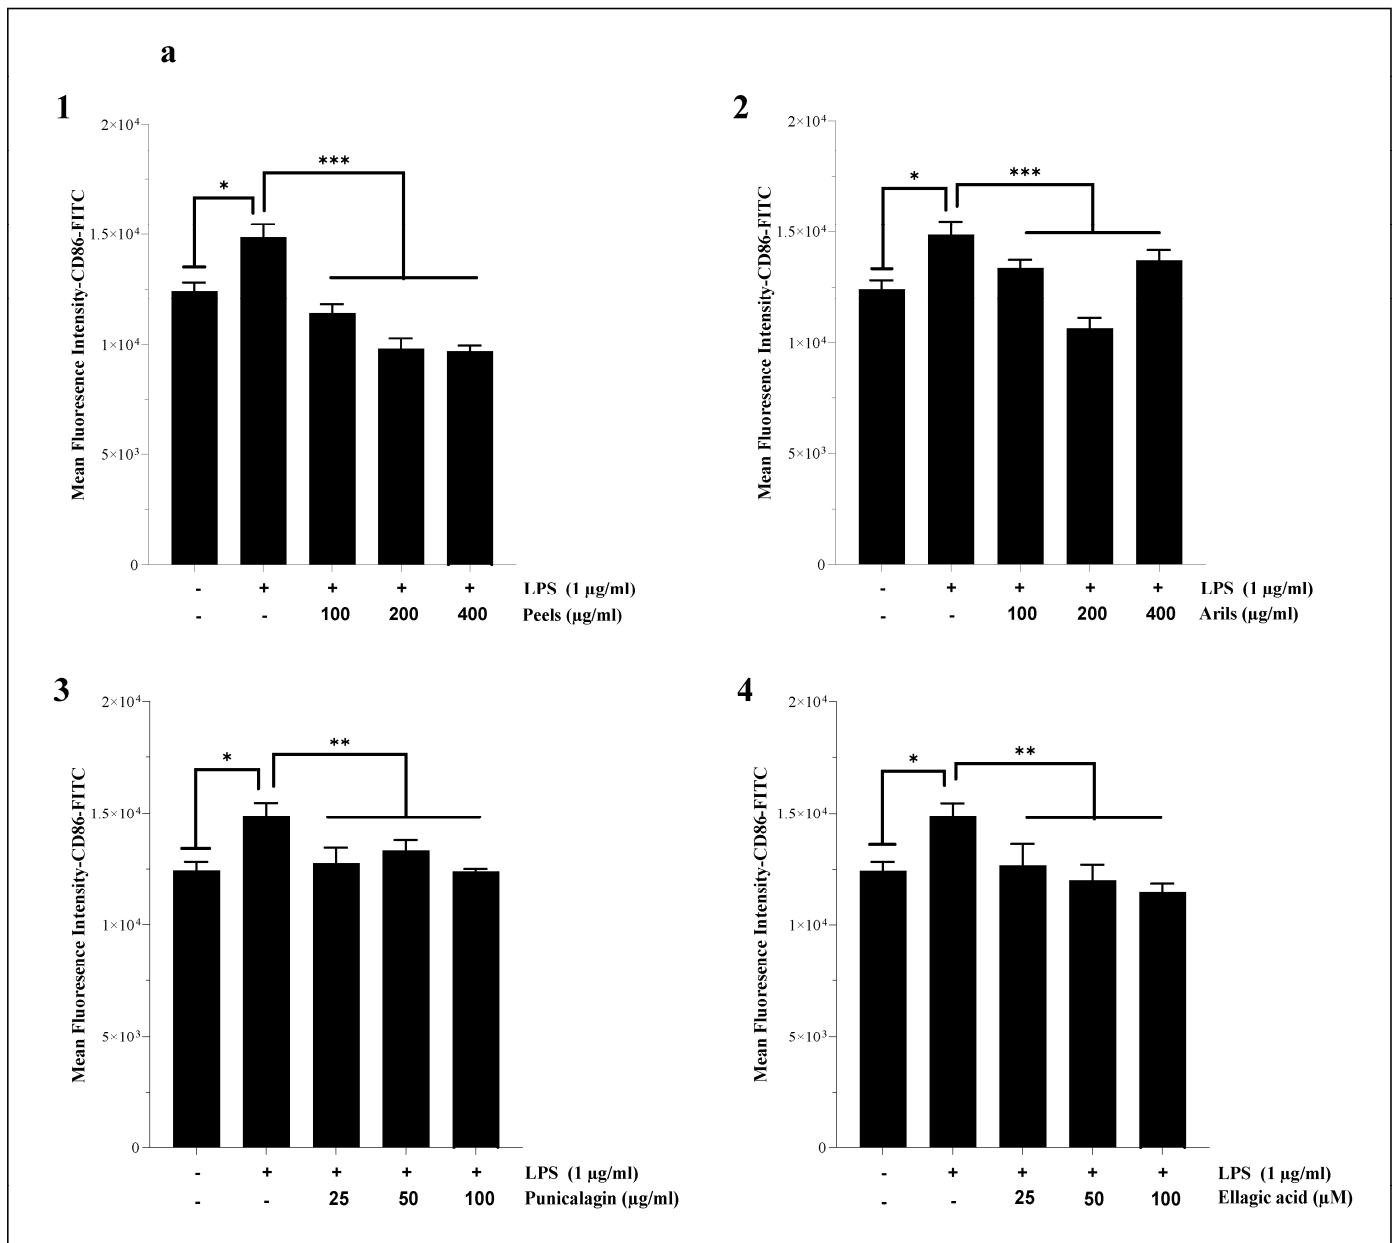 a
1
2×10⁴
1.5×10⁴
1×10⁴
5×10³
0
Mean Fluoresence Intensity-CD86-FITC
*
***
- + + + + LPS (1 µg/ml)
- - 100 200 400 Peels (µg/ml)
2
2×10⁴
1.5×10⁴
1×10⁴
5×10³
0
Mean Fluoresence Intensity-CD86-FITC
*
***
- + + + + LPS (1 µg/ml)
- - 100 200 400 Arils (µg/ml)
3
2×10⁴
1.5×10⁴
1×10⁴
5×10³
0
Mean Fluoresence Intensity-CD86-FITC
*
**
- + + + + LPS (1 µg/ml)
- - 25 50 100 Punicalagin (µg/ml)
4
2×10⁴
1.5×10⁴
1×10⁴
5×10³
0
Mean Fluoresence Intensity-CD86-FITC
*
**
- + + + + LPS (1 µg/ml)
- - 25 50 100 Ellagic acid (µM)